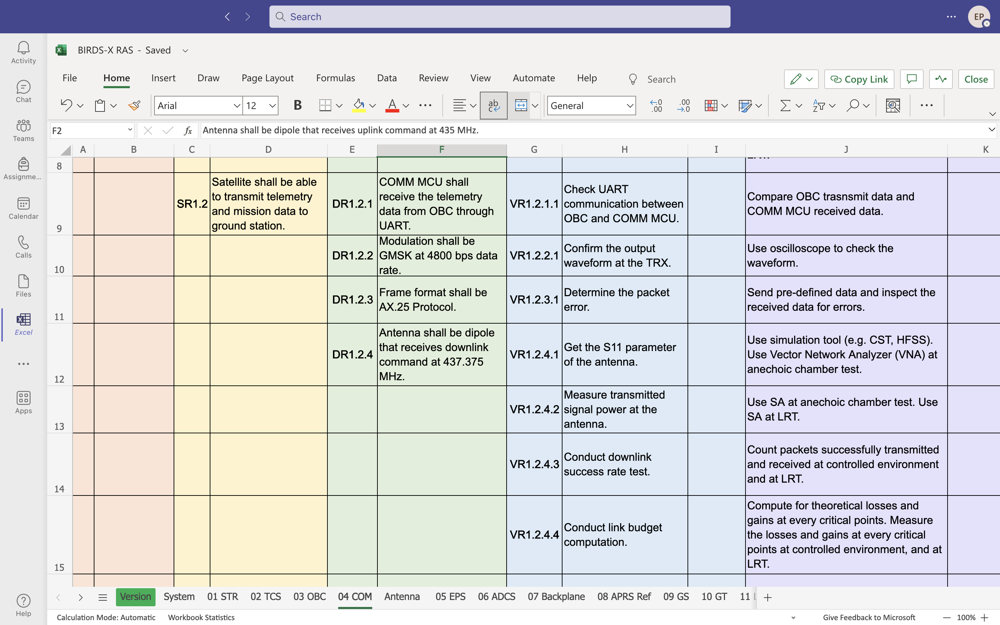 Search
EP
BIRDS-X RAS - Saved
File Home Insert Draw Page Layout Formulas Data Review View Automate Help Search Copy Link Close
Arial 12 B A ab c General
F2 fx Antenna shall be dipole that receives uplink command at 435 MHz.
Activity
Chat
Teams
Assignme...
Calendar
Calls
Files
Excel
Apps
Help
A B C D E F G H I J K
8
9
SR1.2
Satellite shall be able
to transmit telemetry
and mission data to
ground station.
DR1.2.1
COMM MCU shall
receive the telemetry
data from OBC through
UART.
VR1.2.1.1
Check UART
communication between
OBC and COMM MCU.
Compare OBC trasnsmit data and
COMM MCU received data.
10
DR1.2.2
Modulation shall be
GMSK at 4800 bps data
rate.
VR1.2.2.1
Confirm the output
waveform at the TRX.
Use oscilloscope to check the
waveform.
11
DR1.2.3
Frame format shall be
AX.25 Protocol.
VR1.2.3.1
Determine the packet
error.
Send pre-defined data and inspect the
received data for errors.
12
DR1.2.4
Antenna shall be dipole
that receives downlink
command at 437.375
MHz.
VR1.2.4.1
Get the S11 parameter
of the antenna.
Use simulation tool (e.g. CST, HFSS).
Use Vector Network Analyzer (VNA) at
anechoic chamber test.
13
VR1.2.4.2
Measure transmitted
signal power at the
antenna.
Use SA at anechoic chamber test. Use
SA at LRT.
14
VR1.2.4.3
Conduct downlink
success rate test.
Count packets successfully transmitted
and received at controlled environment
and at LRT.
15
VR1.2.4.4
Conduct link budget
computation.
Compute for theoretical losses and
gains at every critical points. Measure
the losses and gains at every critical
points at controlled environment, and at
LRT.
Version System 01 STR 02 TCS 03 OBC 04 COM Antenna 05 EPS 06 ADCS 07 Backplane 08 APRS Ref 09 GS 10 GT 11
Calculation Mode: Automatic Workbook Statistics Give Feedback to Microsoft 100%